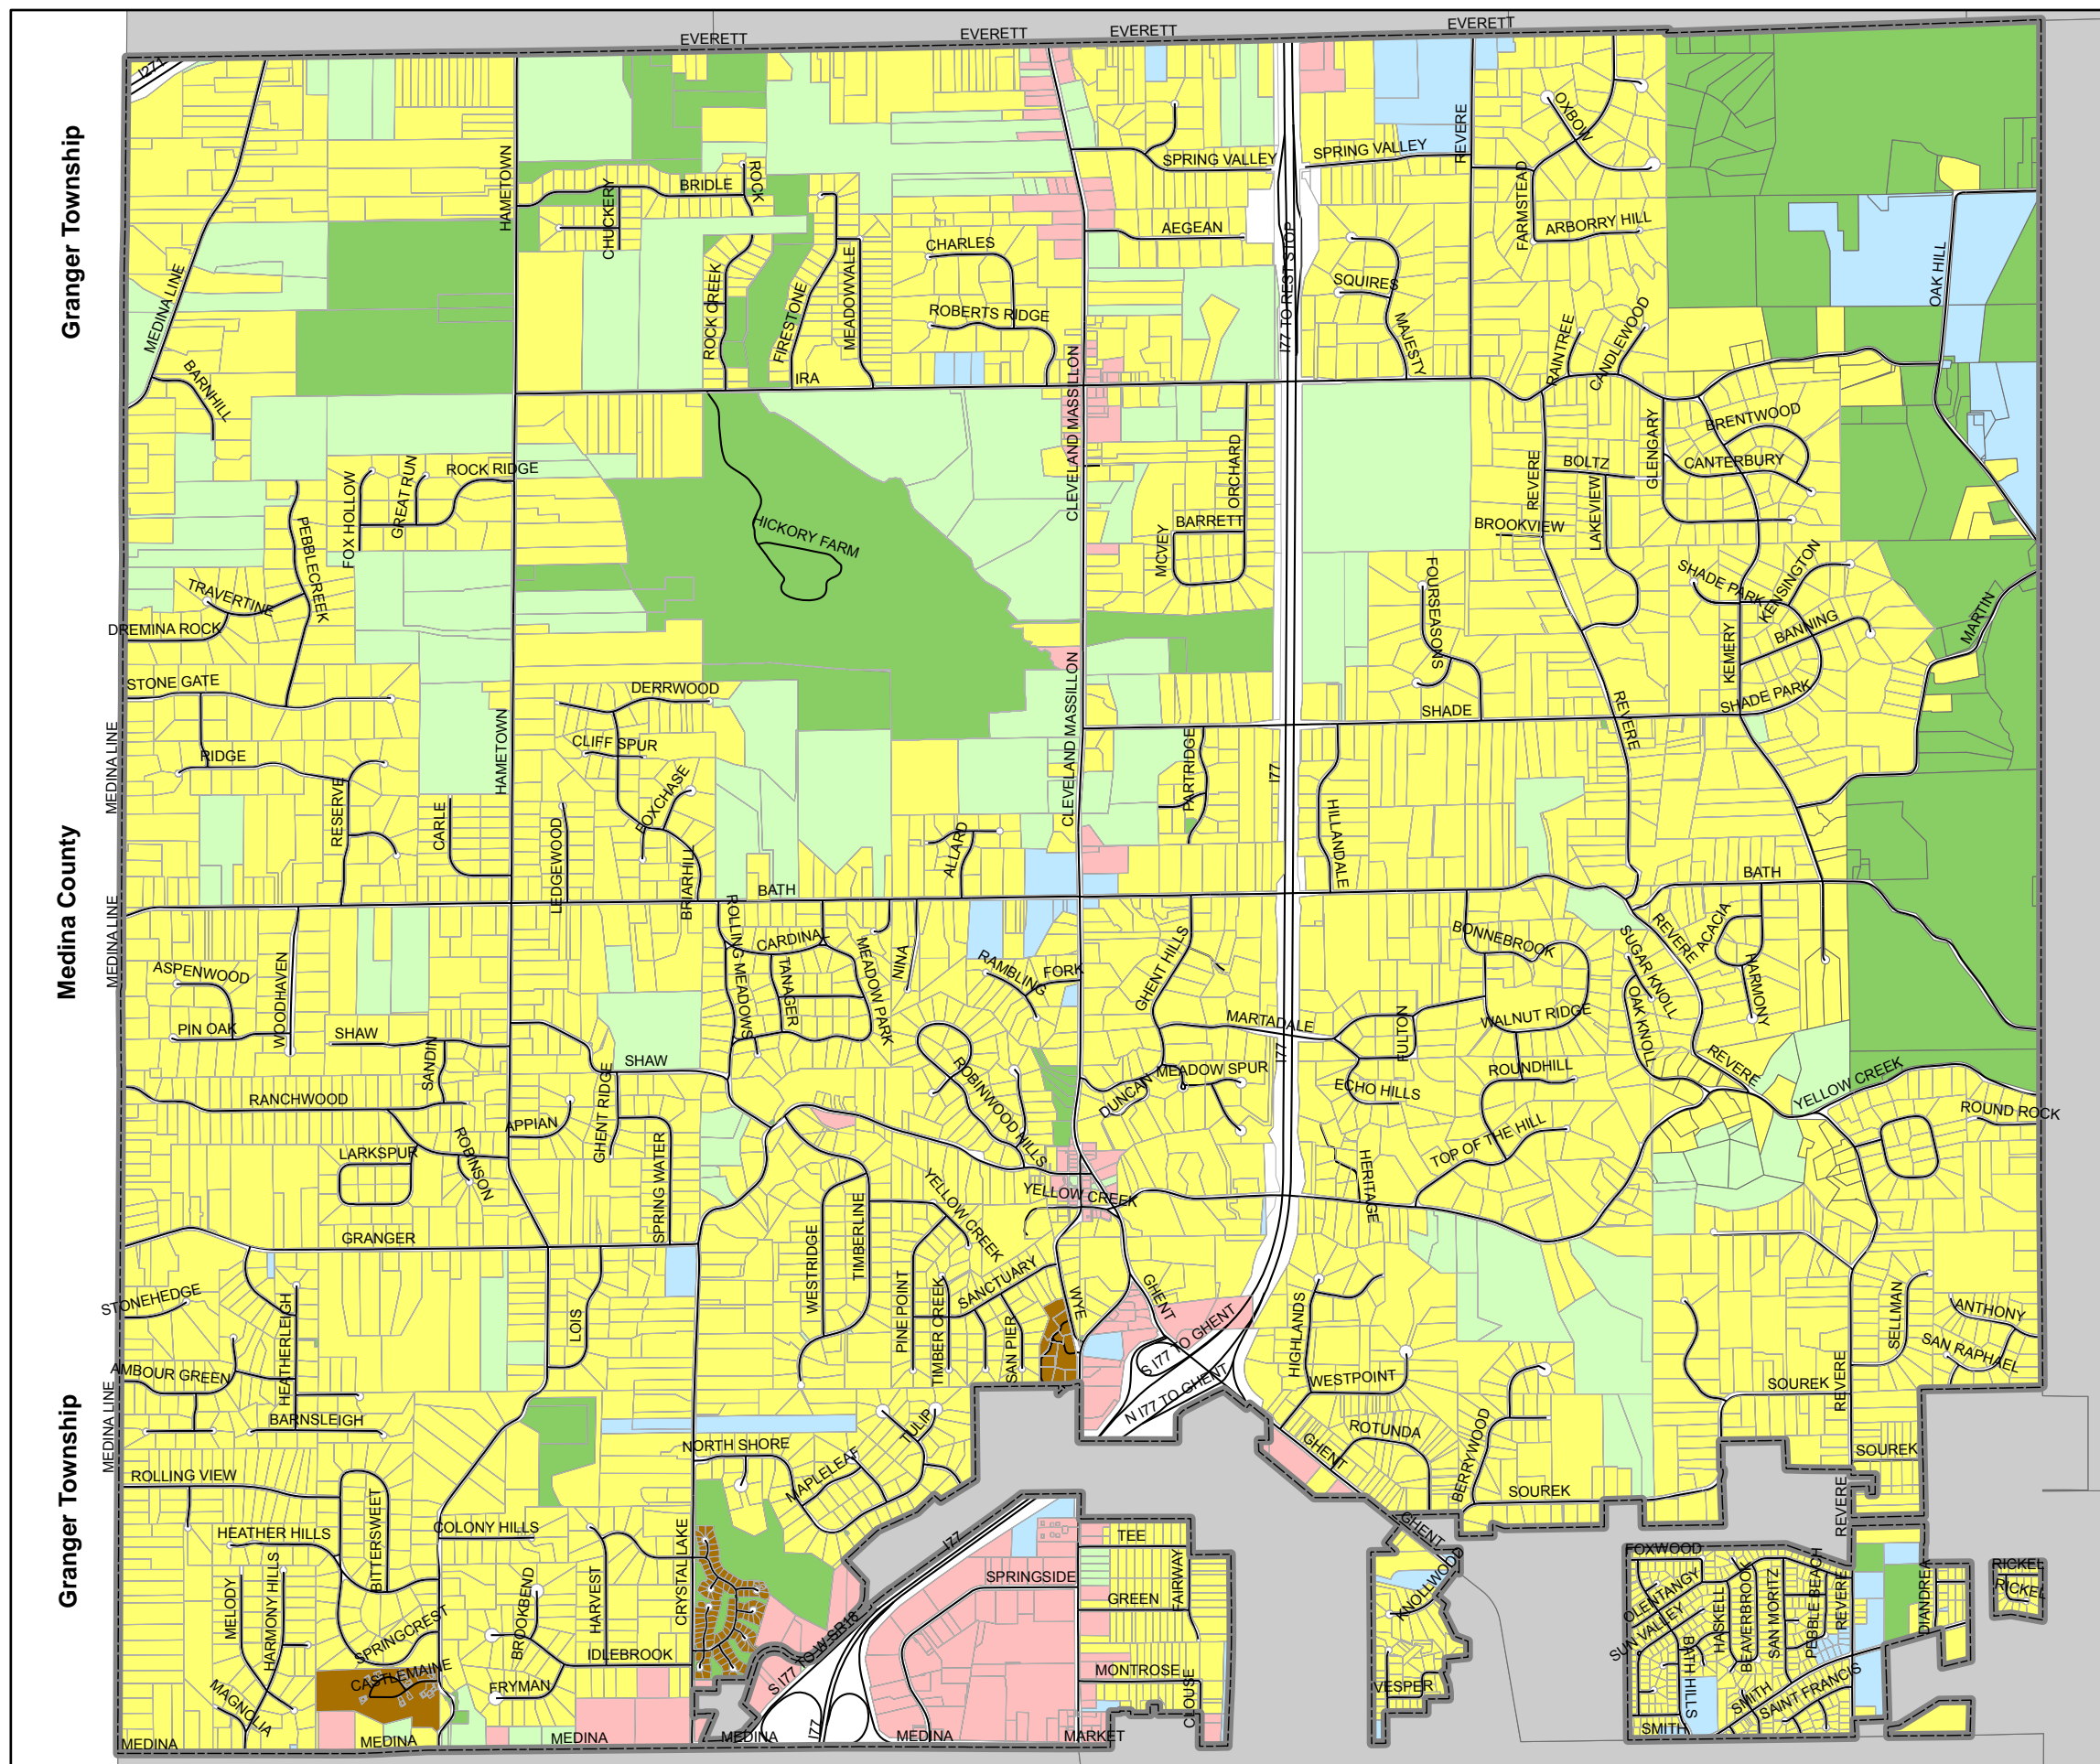 EVERETT
EVERETT
EVERETT
EVERETT
I271
Granger Township
HAMETOWN
MEDINA LINE
BARNHILL
CHUCKERY
BRIDLE
ROCK
ROCK CREEK
FIRESTONE
MEADOWVALE
CHARLES
ROBERTS RIDGE
IRA
SPRING VALLEY
SPRING VALLEY
REVERE
OXBOW
FARMSTEAD
ARBORRY HILL
AEGEAN
I77 TO REST STOP
SQUIRES
MAJESTY
RAINTREE
CANDLEWOOD
OAK HILL
CLEVELAND MASSILLON
FOX HOLLOW
GREAT RUN
ROCK RIDGE
PEBBLECREEK
TRAVERTINE
DREMINA ROCK
STONE GATE
HICKORY FARM
ORCHARD
BARRETT
MCVEY
BRENTWOOD
GLENGARY
CANTERBURY
BOLTZ
REVERE
LAKEVIEW
BROOKVIEW
FOURSEASONS
SHADE PARK
KENSINGTON
BANNING
KEMERY
SHADE PARK
MARTIN
SHADE
REVERE
Medina County
MEDINA LINE
RIDGE
RESERVE
CARLE
HAMETOWN
DERRWOOD
CLIFF SPUR
FOXCHASE
LEDGEWOOD
BRIARHILL
ALLARD
CLEVELAND MASSILLON
PARTRIDGE
I77
HILLANDALE
BATH
BATH
MEDINA LINE
ASPENWOOD
PIN OAK
WOODHAVEN
SHAW
SANDIN
RANCHWOOD
LARKSPUR
ROBINSON
APPIAN
GHENT RIDGE
SHAW
SPRING WATER
ROLLING MEADOWS
CARDINAL
TANAGER
MEADOW PARK
NINA
RAMBLING
FORK
ROBINWOOD HILLS
GHENT HILLS
MARTADALE
DUNCAN
MEADOW SPUR
I77
FULTON
ECHO HILLS
BONNEBROOK
WALNUT RIDGE
ROUNDHILL
TOP OF THE HILL
HERITAGE
SUGAR KNOLL
OAK KNOLL
REVERE
ACACIA
HARMONY
REVERE
YELLOW CREEK
ROUND ROCK
GRANGER
YELLOW CREEK
YELLOW CREEK
STONEHEDGE
AMBOUR GREEN
HEATHERLEIGH
BARNSLEIGH
LOIS
WESTRIDGE
TIMBERLINE
PINE POINT
TIMBER CREEK
SANCTUARY
SAN PIER
WYE
GHENT
S I77 TO GHENT
N I77 TO GHENT
HIGHLANDS
WESTPOINT
ROTUNDA
GHENT
BERRYWOOD
SOUREK
SOUREK
REVERE
SELLMAN
ANTHONY
SAN RAPHAEL
SOUREK
Granger Township
MEDINA LINE
ROLLING VIEW
HEATHER HILLS
BITTERSWEET
MELODY
HARMONY HILLS
MAGNOLIA
SPRINGCREST
CASTLEMAINE
COLONY HILLS
BROOKBEND
HARVEST
FRYMAN
IDLEBROOK
CRYSTAL LAKE
NORTH SHORE
MAPLELEAF
TULIP
I77
S I77 TO W SR18
I77
SPRINGSIDE
TEE
GREEN
FAIRWAY
MONTROSE
CLOUSE
GHENT
KNOLLWOOD
VESPER
FOXWOOD
OLENTANGY
SUN VALLEY
BATH HILLS
HASKELL
BEAVERBROOK
SAN MORITZ
PEBBLE BEACH
REVERE
REVERE
SMITH
SAINT FRANCIS
SMITH
DANDREA
RICKEL
RICKEL
MEDINA
MEDINA
MEDINA
MEDINA
MEDINA
MARKET